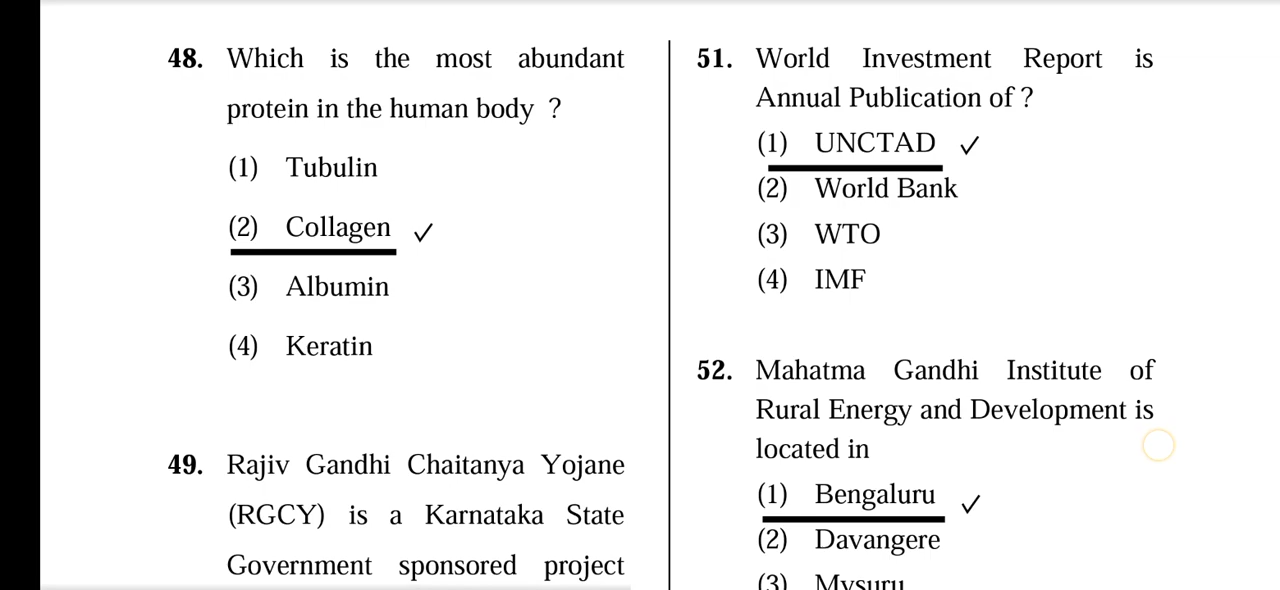 48. Which is the most abundant
protein in the human body ?
(1) Tubulin
(2) Collagen ✓
(3) Albumin
(4) Keratin
49. Rajiv Gandhi Chaitanya Yojane
(RGCY) is a Karnataka State
Government sponsored project
51. World Investment Report is
Annual Publication of ?
(1) UNCTAD ✓
(2) World Bank
(3) WTO
(4) IMF
52. Mahatma Gandhi Institute of
Rural Energy and Development is
located in
(1) Bengaluru ✓
(2) Davangere
(3) Mysuru